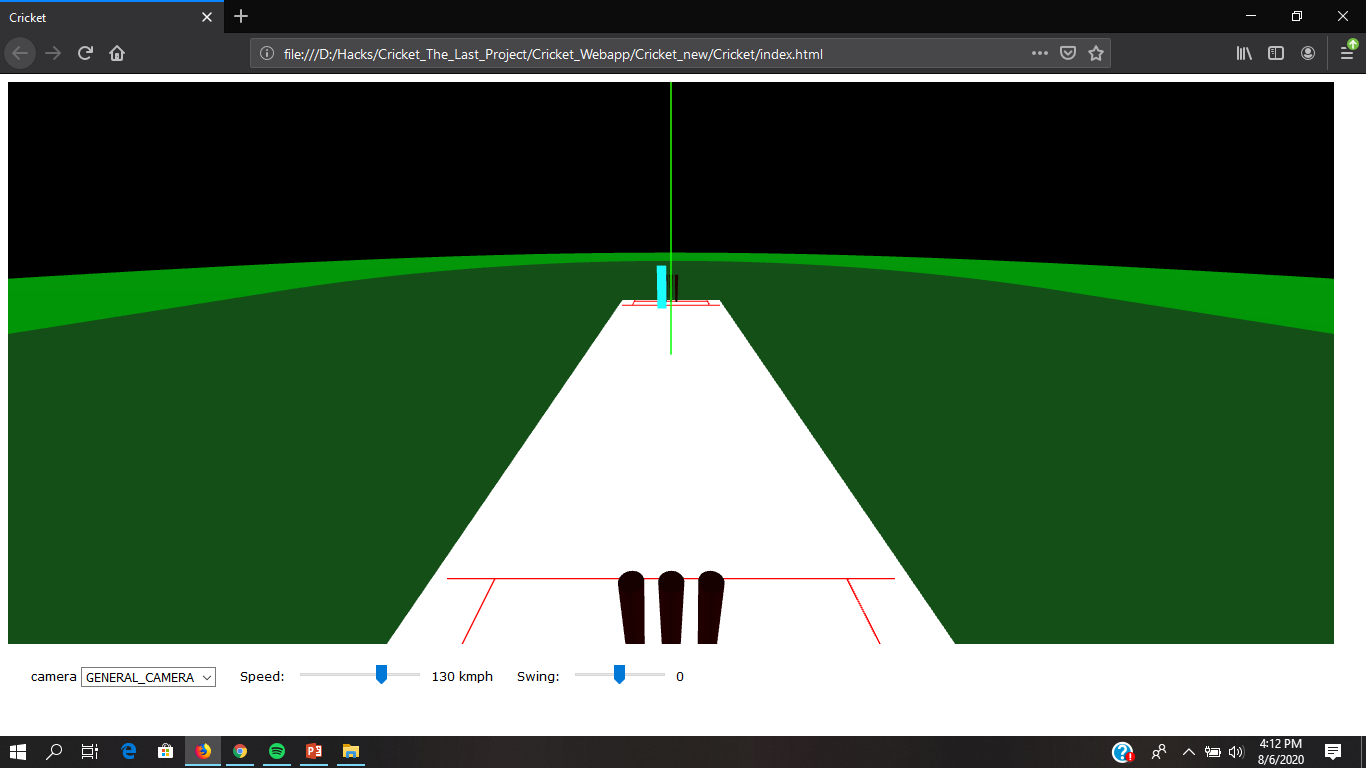 Cricket
file:///D:/Hacks/Cricket_The_Last_Project/Cricket_Webapp/Cricket_new/Cricket/index.html
camera GENERAL_CAMERA Speed: 130 kmph Swing: 0
4:12 PM
8/6/2020